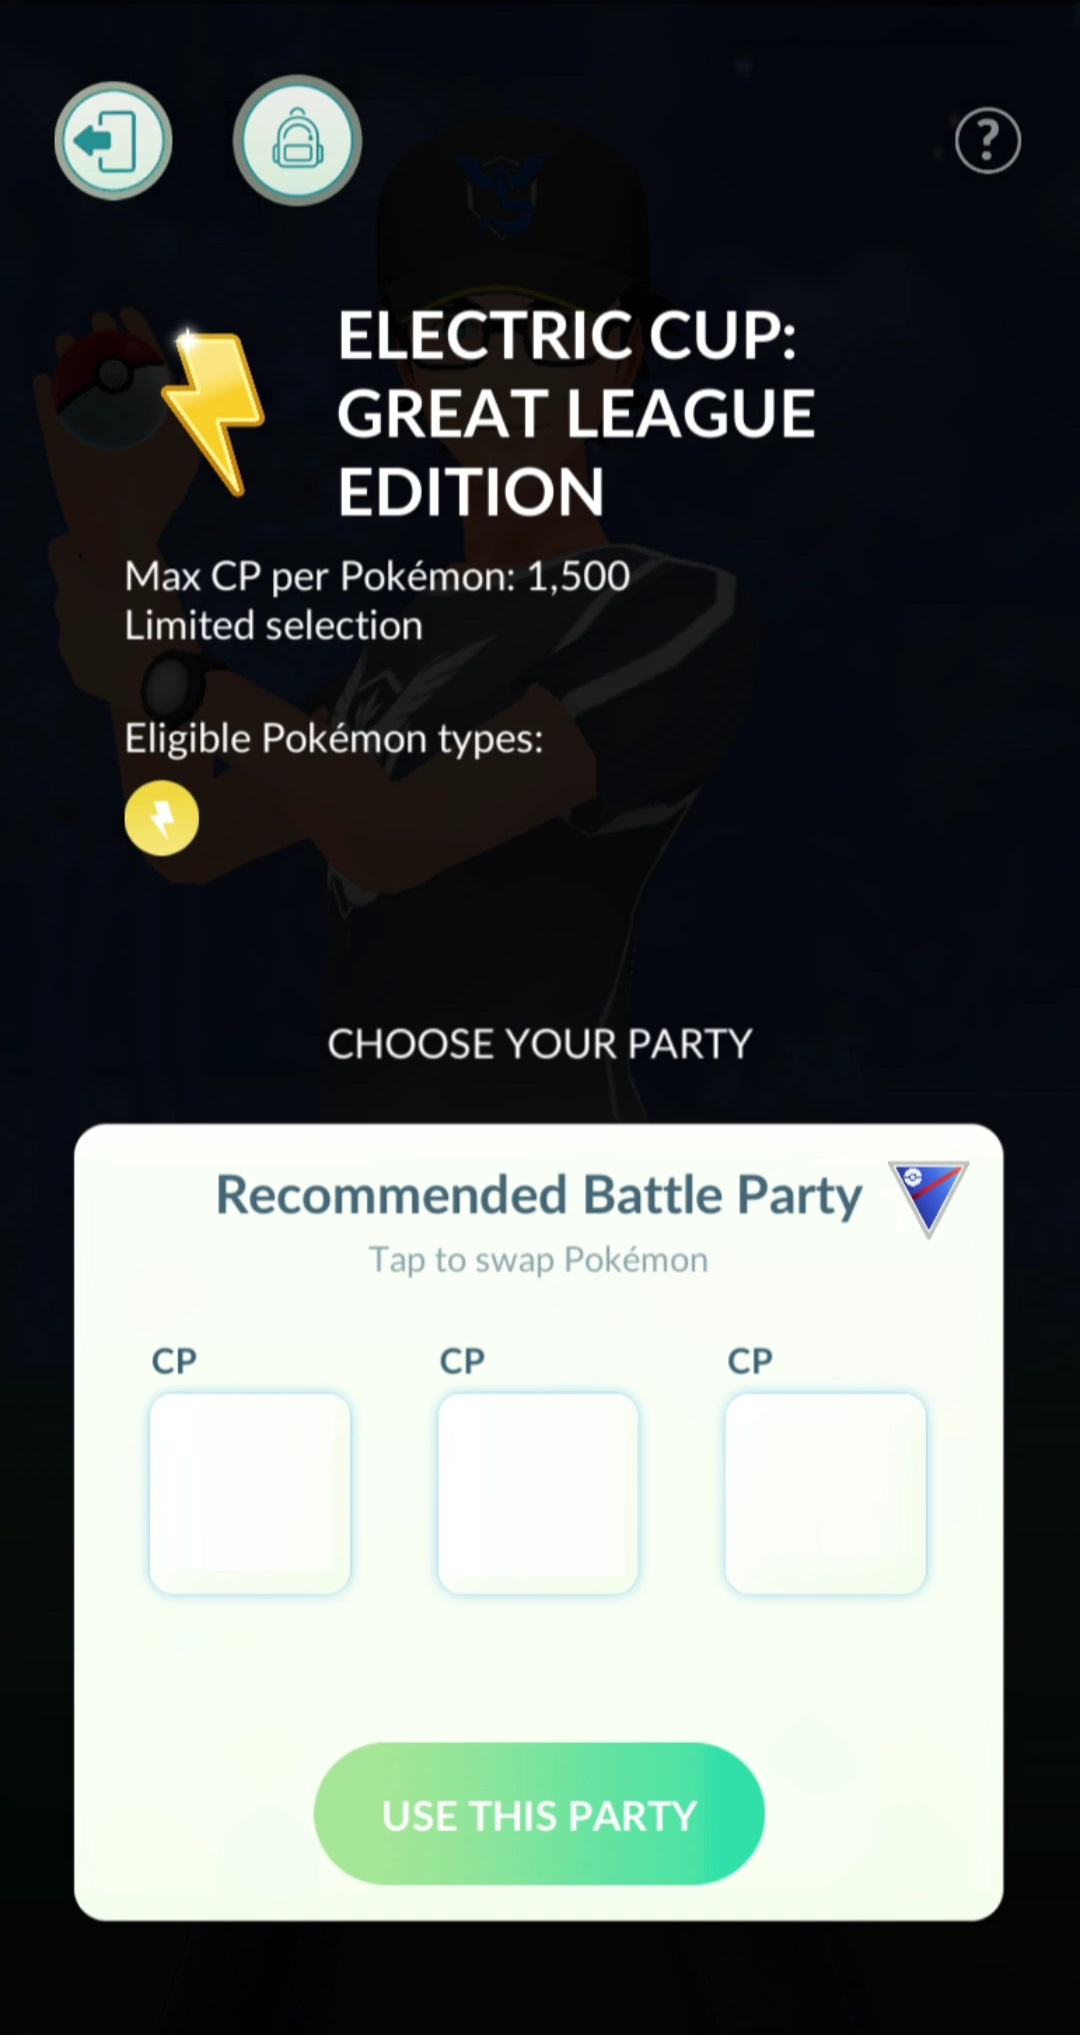 ?
ELECTRIC CUP:
GREAT LEAGUE
EDITION
Max CP per Pokémon: 1,500
Limited selection
Eligible Pokémon types:
CHOOSE YOUR PARTY
Recommended Battle Party
Tap to swap Pokémon
CP CP CP
USE THIS PARTY